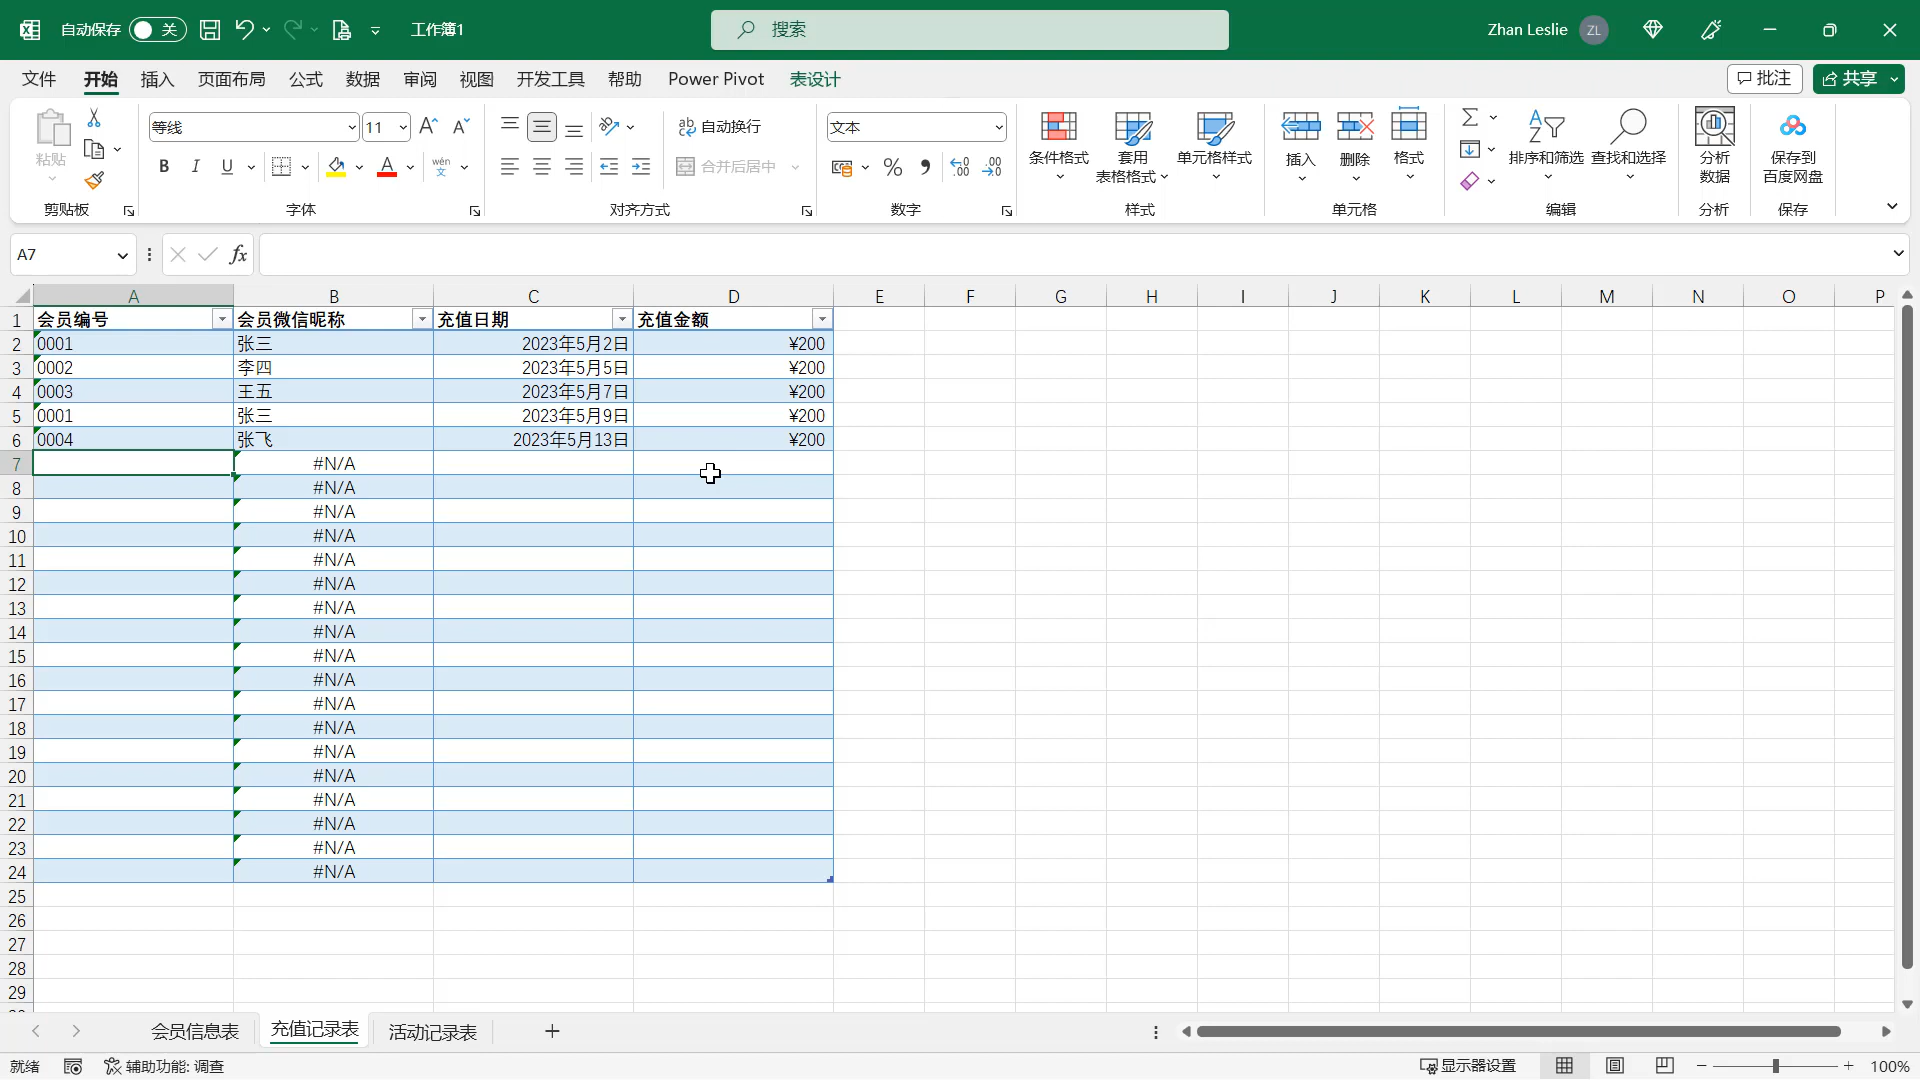 自动保存 关 工作簿1 搜索 Zhan Leslie ZL
文件 开始 插入 页面布局 公式 数据 审阅 视图 开发工具 帮助 Power Pivot 表设计 批注 共享
粘贴 等线 11 自动换行 文本 条件格式 套用 表格格式 单元格样式 插入 删除 格式 排序和筛选 查找和选择 分析 数据 保存到 百度网盘
B I U A wén 文 合并后居中 % .00
剪贴板 字体 对齐方式 数字 样式 单元格 编辑 分析 保存
A7 fx
A B C D E F G H I J K L M N O P
1 会员编号 会员微信昵称 充值日期 充值金额
2 0001 张三 2023年5月2日 ¥200
3 0002 李四 2023年5月5日 ¥200
4 0003 王五 2023年5月7日 ¥200
5 0001 张三 2023年5月9日 ¥200
6 0004 张飞 2023年5月13日 ¥200
7 #N/A
8 #N/A
9 #N/A
10 #N/A
11 #N/A
12 #N/A
13 #N/A
14 #N/A
15 #N/A
16 #N/A
17 #N/A
18 #N/A
19 #N/A
20 #N/A
21 #N/A
22 #N/A
23 #N/A
24 #N/A
25
26
27
28
29
会员信息表 充值记录表 活动记录表
就绪 辅助功能: 调查 显示器设置 100%